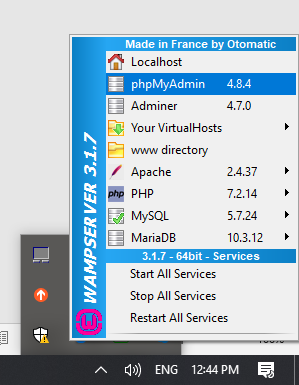 Made in France by Otomatic
Localhost
phpMyAdmin 4.8.4
Adminer 4.7.0
Your VirtualHosts
www directory
Apache 2.4.37
php PHP 7.2.14
MySQL 5.7.24
MariaDB 10.3.12
WAMPSERVER 3.1.7
3.1.7 - 64bit - Services
Start All Services
Stop All Services
Restart All Services
ENG 12:44 PM